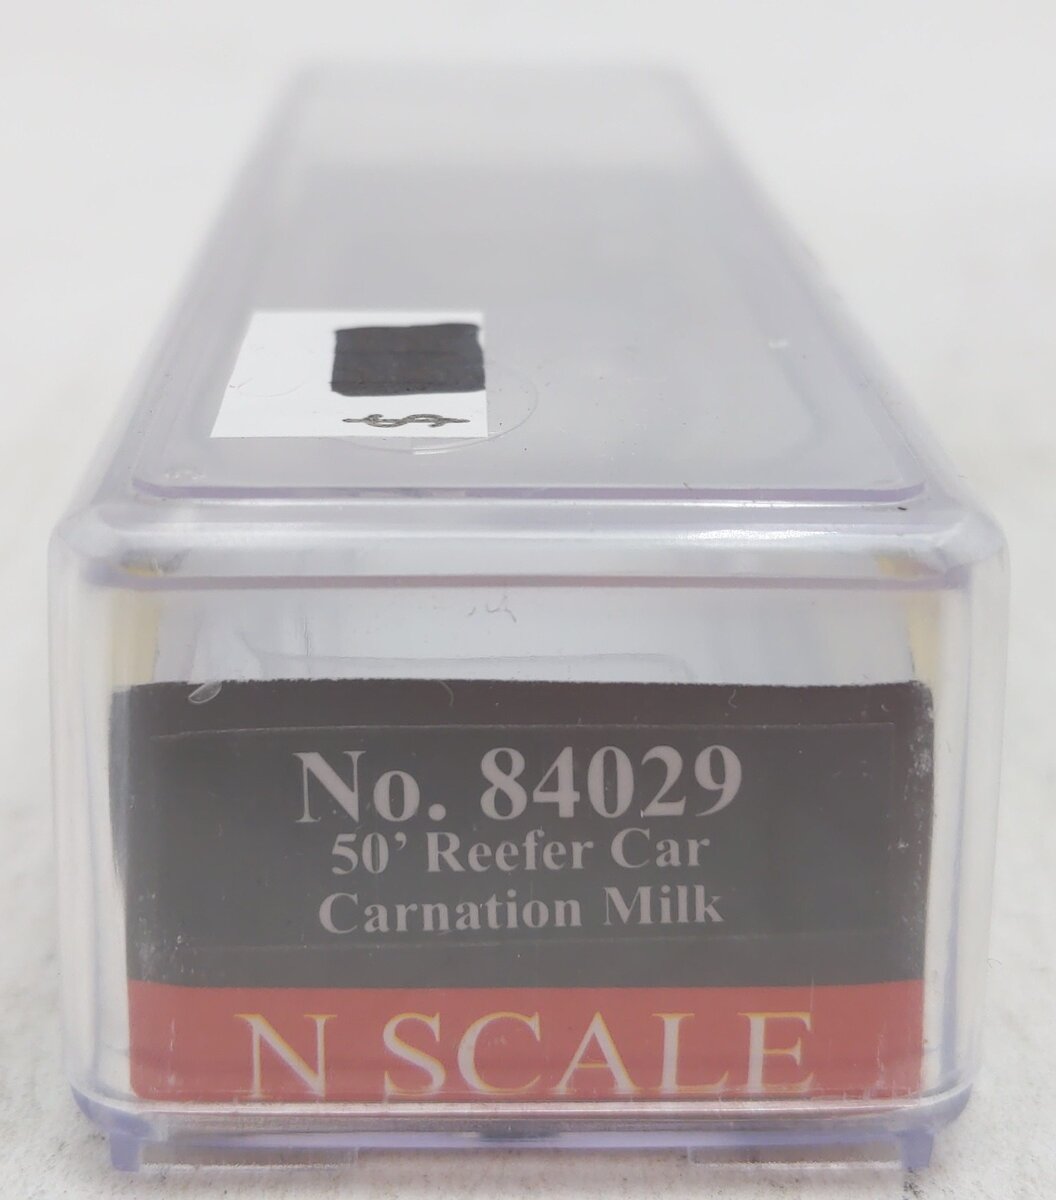 $
No. 84029
50’ Reefer Car
Carnation Milk
N SCALE